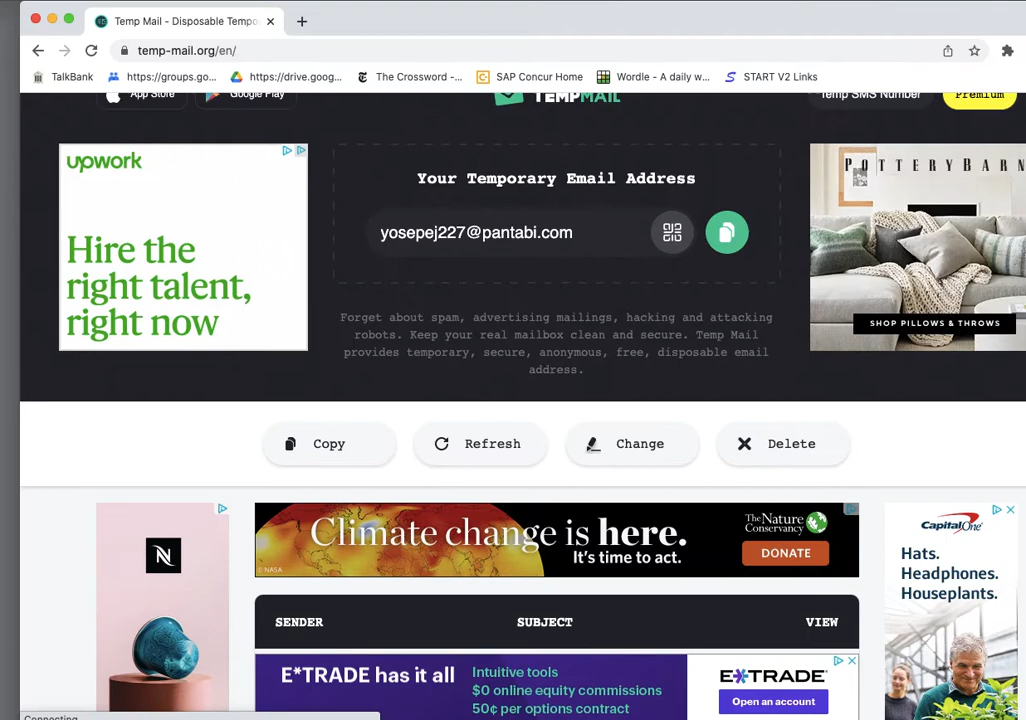 Temp Mail - Disposable Tempo
temp-mail.org/en/
TalkBank
https://groups.go...
https://drive.goog...
The Crossword -...
SAP Concur Home
Wordle - A daily w...
START V2 Links
App Store
Google Play
TEMPMAIL
Temp SMS Number
Premium
upwork
Hire the
right talent,
right now
Your Temporary Email Address
yosepej227@pantabi.com
Forget about spam, advertising mailings, hacking and attacking
robots. Keep your real mailbox clean and secure. Temp Mail
provides temporary, secure, anonymous, free, disposable email
address.
POTTERY BARN
SHOP PILLOWS & THROWS
Copy
Refresh
Change
Delete
N
Climate change is here.
It's time to act.
© NASA
The Nature
Conservancy
DONATE
Capital One
Hats.
Headphones.
Houseplants.
SENDER
SUBJECT
VIEW
E*TRADE has it all
Intuitive tools
$0 online equity commissions
50¢ per options contract
E*TRADE
Open an account
Connecting